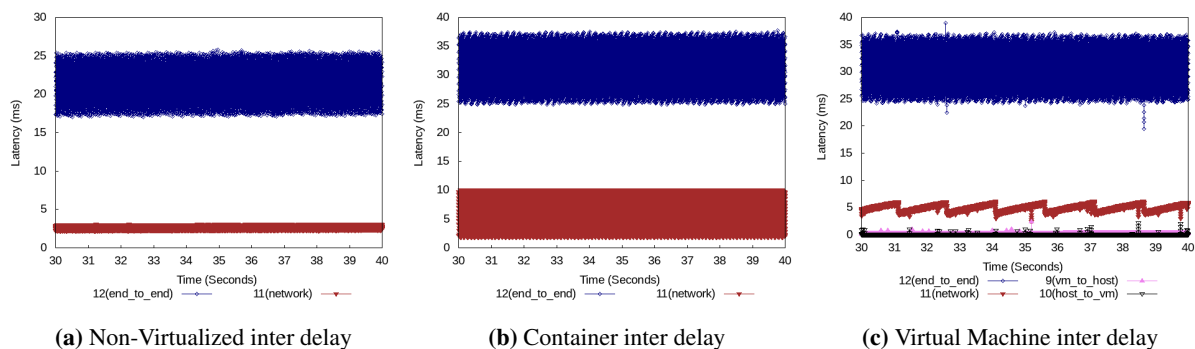 30
25
20
15
10
5
0
Latency (ms)
30 31 32 33 34 35 36 37 38 39 40
Time (Seconds)
12(end_to_end) 11(network)
(a) Non-Virtualized inter delay
40
35
30
25
20
15
10
5
0
Latency (ms)
30 31 32 33 34 35 36 37 38 39 40
Time (Seconds)
12(end_to_end) 11(network)
(b) Container inter delay
40
35
30
25
20
15
10
5
0
Latency (ms)
30 31 32 33 34 35 36 37 38 39 40
Time (Seconds)
12(end_to_end) 9(vm_to_host)
11(network) 10(host_to_vm)
(c) Virtual Machine inter delay